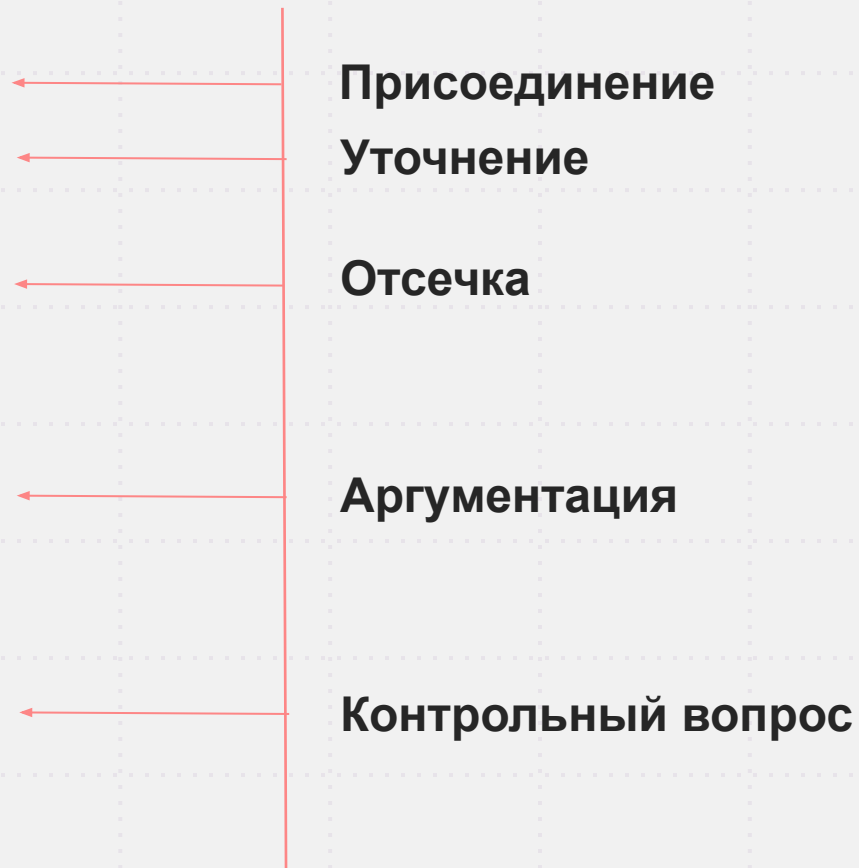 Присоединение
Уточнение
Отсечка
Аргументация
Контрольный вопрос